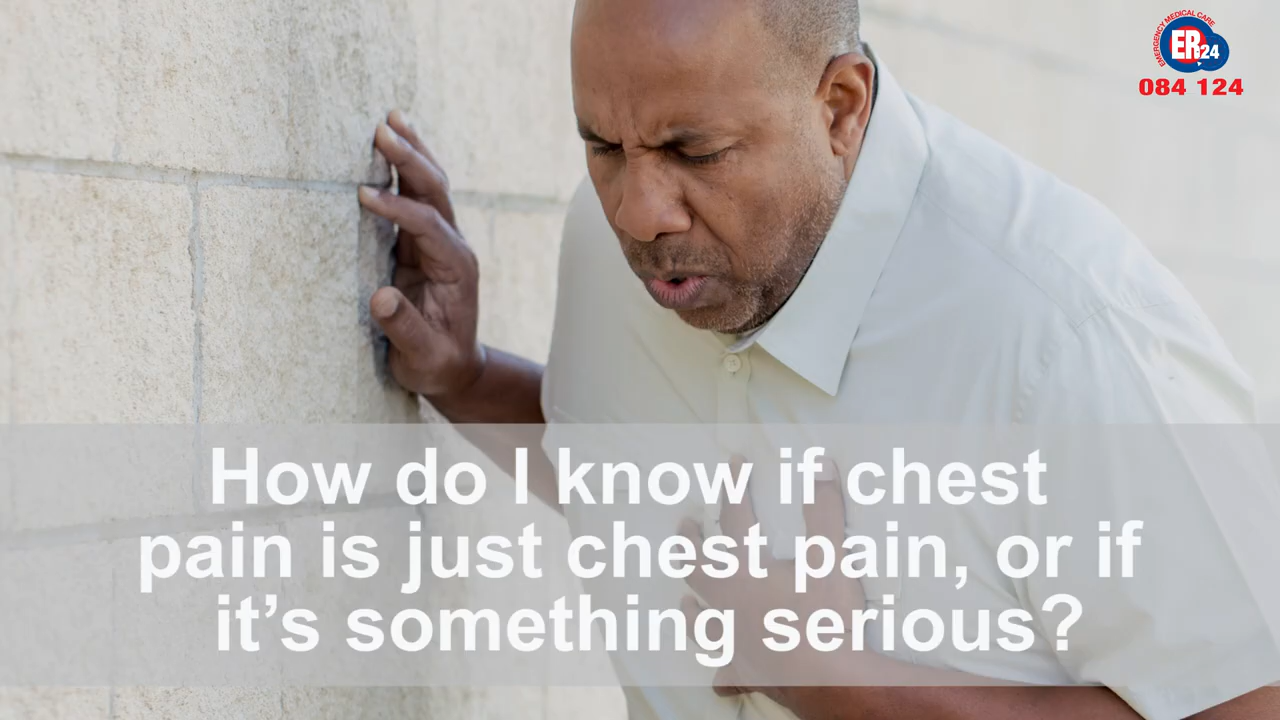 EMERGENCY MEDICAL CARE
ER24
084 124
How do I know if chest
pain is just chest pain, or if
it’s something serious?